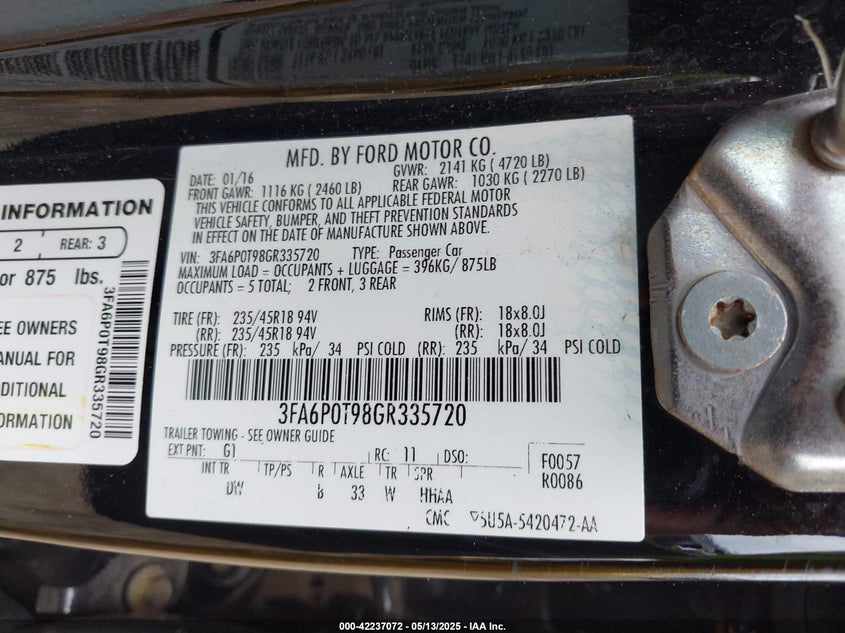 INFORMATION
2 REAR: 3
or 875 lbs.
EE OWNERS
MANUAL FOR
DDITIONAL
FORMATION
3FA6P0T98GR335720
MFD. BY FORD MOTOR CO.
DATE: 01/16 GVWR: 2141 KG ( 4720 LB)
FRONT GAWR: 1116 KG ( 2460 LB) REAR GAWR: 1030 KG ( 2270 LB)
THIS VEHICLE CONFORMS TO ALL APPLICABLE FEDERAL MOTOR
VEHICLE SAFETY, BUMPER, AND THEFT PREVENTION STANDARDS
IN EFFECT ON THE DATE OF MANUFACTURE SHOWN ABOVE.
VIN: 3FA6P0T98GR335720 TYPE: Passenger Car
MAXIMUM LOAD = OCCUPANTS + LUGGAGE = 396KG/ 875LB
OCCUPANTS = 5 TOTAL; 2 FRONT, 3 REAR
TIRE (FR): 235/45R18 94V RIMS (FR): 18x8.0J
(RR): 235/45R18 94V (RR): 18x8.0J
PRESSURE (FR): 235 kPa/ 34 PSI COLD (RR): 235 kPa/ 34 PSI COLD
3FA6P0T98GR335720
TRAILER TOWING - SEE OWNER GUIDE
EXT PNT: G1 RC: 11 DSO: F0057
INT TR TP/PS R AXLE TR SPR R0086
DW 8 33 W HHAA
CMC 5U5A-5420472-AA
000-42237072 / 05/13/2025 - IAA Inc.